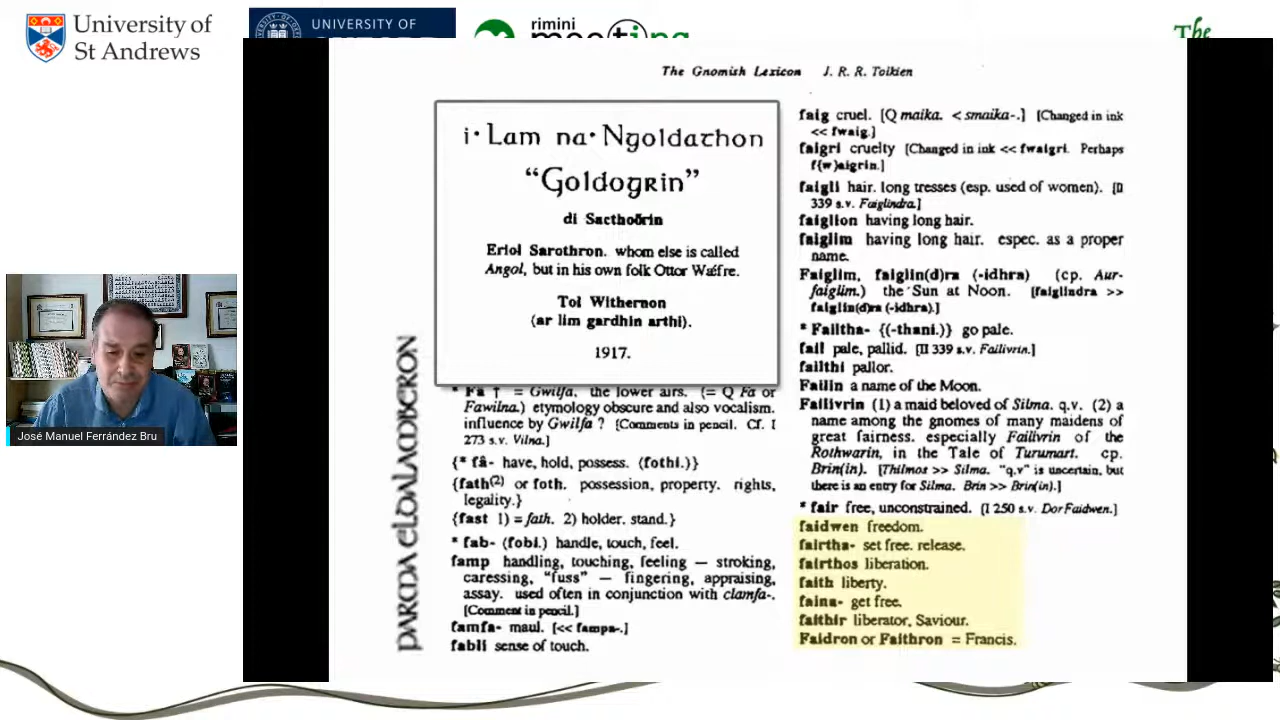 University of
St Andrews
UNIVERSITY OF
rimini
meeting
The
The Gnomish Lexicon J. R. R. Tolkien
i· Lam na· Ngoldathon
“Goldogrin”
di Sacthoðrin
Eriol Sarothron. whom else is called
Angol, but in his own folk Ottor Wǽfre.
Tol Withernon
(ar lim gardhin arthi).
1917.
PARMA ELDALAMBERON
* Fâ ↑ = Gwilfa, the lower airs. (= Q Fa or
Fawilna.) etymology obscure and also vocalism.
influence by Gwilfa ? [Comments in pencil. Cf. I
273 s.v. Vilna.]
{* fâ- have, hold, possess. (fothi.)}
{fath(2) or foth. possession, property. rights,
legality.}
{fast 1) = fath. 2) holder. stand.}
* fab- (fobi.) handle, touch, feel.
famp handling, touching, feeling — stroking,
caressing, “fuss” — fingering, appraising,
assay. used often in conjunction with clamfa-.
[Comment in pencil.]
famfa- maul. [<< fampa-.]
fabli sense of touch.
faig cruel. [Q maika. < smaika-.] [Changed in ink
<< fwaig.]
faigri cruelty [Changed in ink << fwaigri. Perhaps
f{w}aigrin.]
faigli hair. long tresses (esp. used of women). [II
339 s.v. Faiglindra.]
faiglion having long hair.
faiglim having long hair. espec. as a proper
name.
Faiglim, faiglin(d)ra (-idhra) (cp. Aur-
faiglim.) the Sun at Noon. [faiglindra >>
faiglin(d)ra (-idhra).]
* Failtha- {(-thani.)} go pale.
fail pale, pallid. [II 339 s.v. Failivrin.]
failthi pallor.
Failin a name of the Moon.
Failivrin (1) a maid beloved of Silma. q.v. (2) a
name among the gnomes of many maidens of
great fairness. especially Failivrin of the
Rothwarin, in the Tale of Turumart. cp.
Brin(in). [Thilmos >> Silma. “q.v” is uncertain, but
there is an entry for Silma. Brin >> Brin(in).]
* fair free, unconstrained. [I 250 s.v. Dor Faidwen.]
faidwen freedom.
fairtha- set free. release.
fairthos liberation.
faith liberty.
faina- get free.
faithir liberator, Saviour.
Faidron or Faithron = Francis.
José Manuel Ferrández Bru